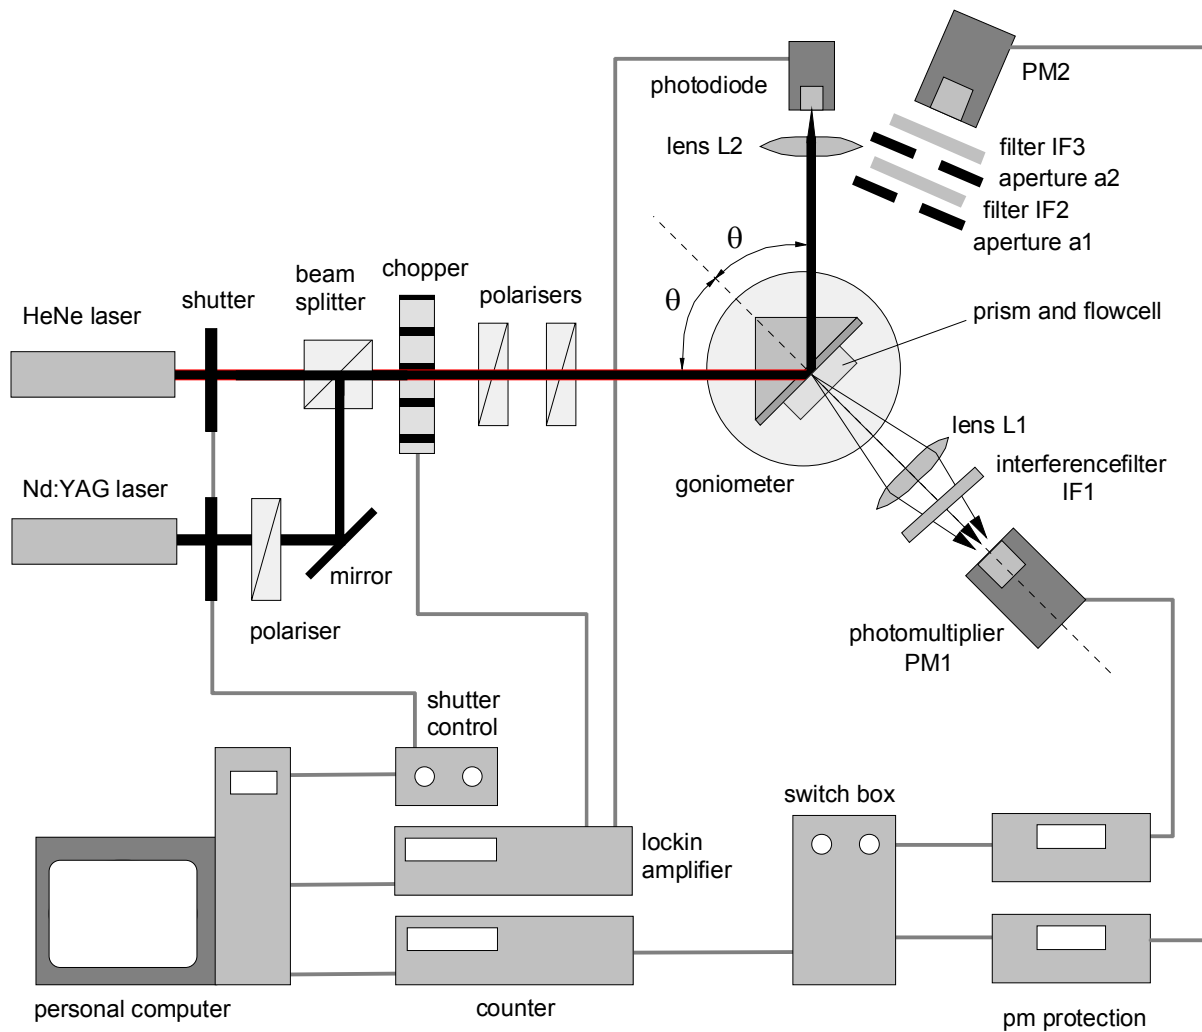 photodiode
PM2
lens L2
filter IF3
aperture a2
filter IF2
aperture a1
θ
θ
beam
splitter
chopper
polarisers
shutter
HeNe laser
prism and flowcell
lens L1
interferencefilter
IF1
goniometer
Nd:YAG laser
mirror
polariser
photomultiplier
PM1
shutter
control
switch box
lockin
amplifier
personal computer
counter
pm protection